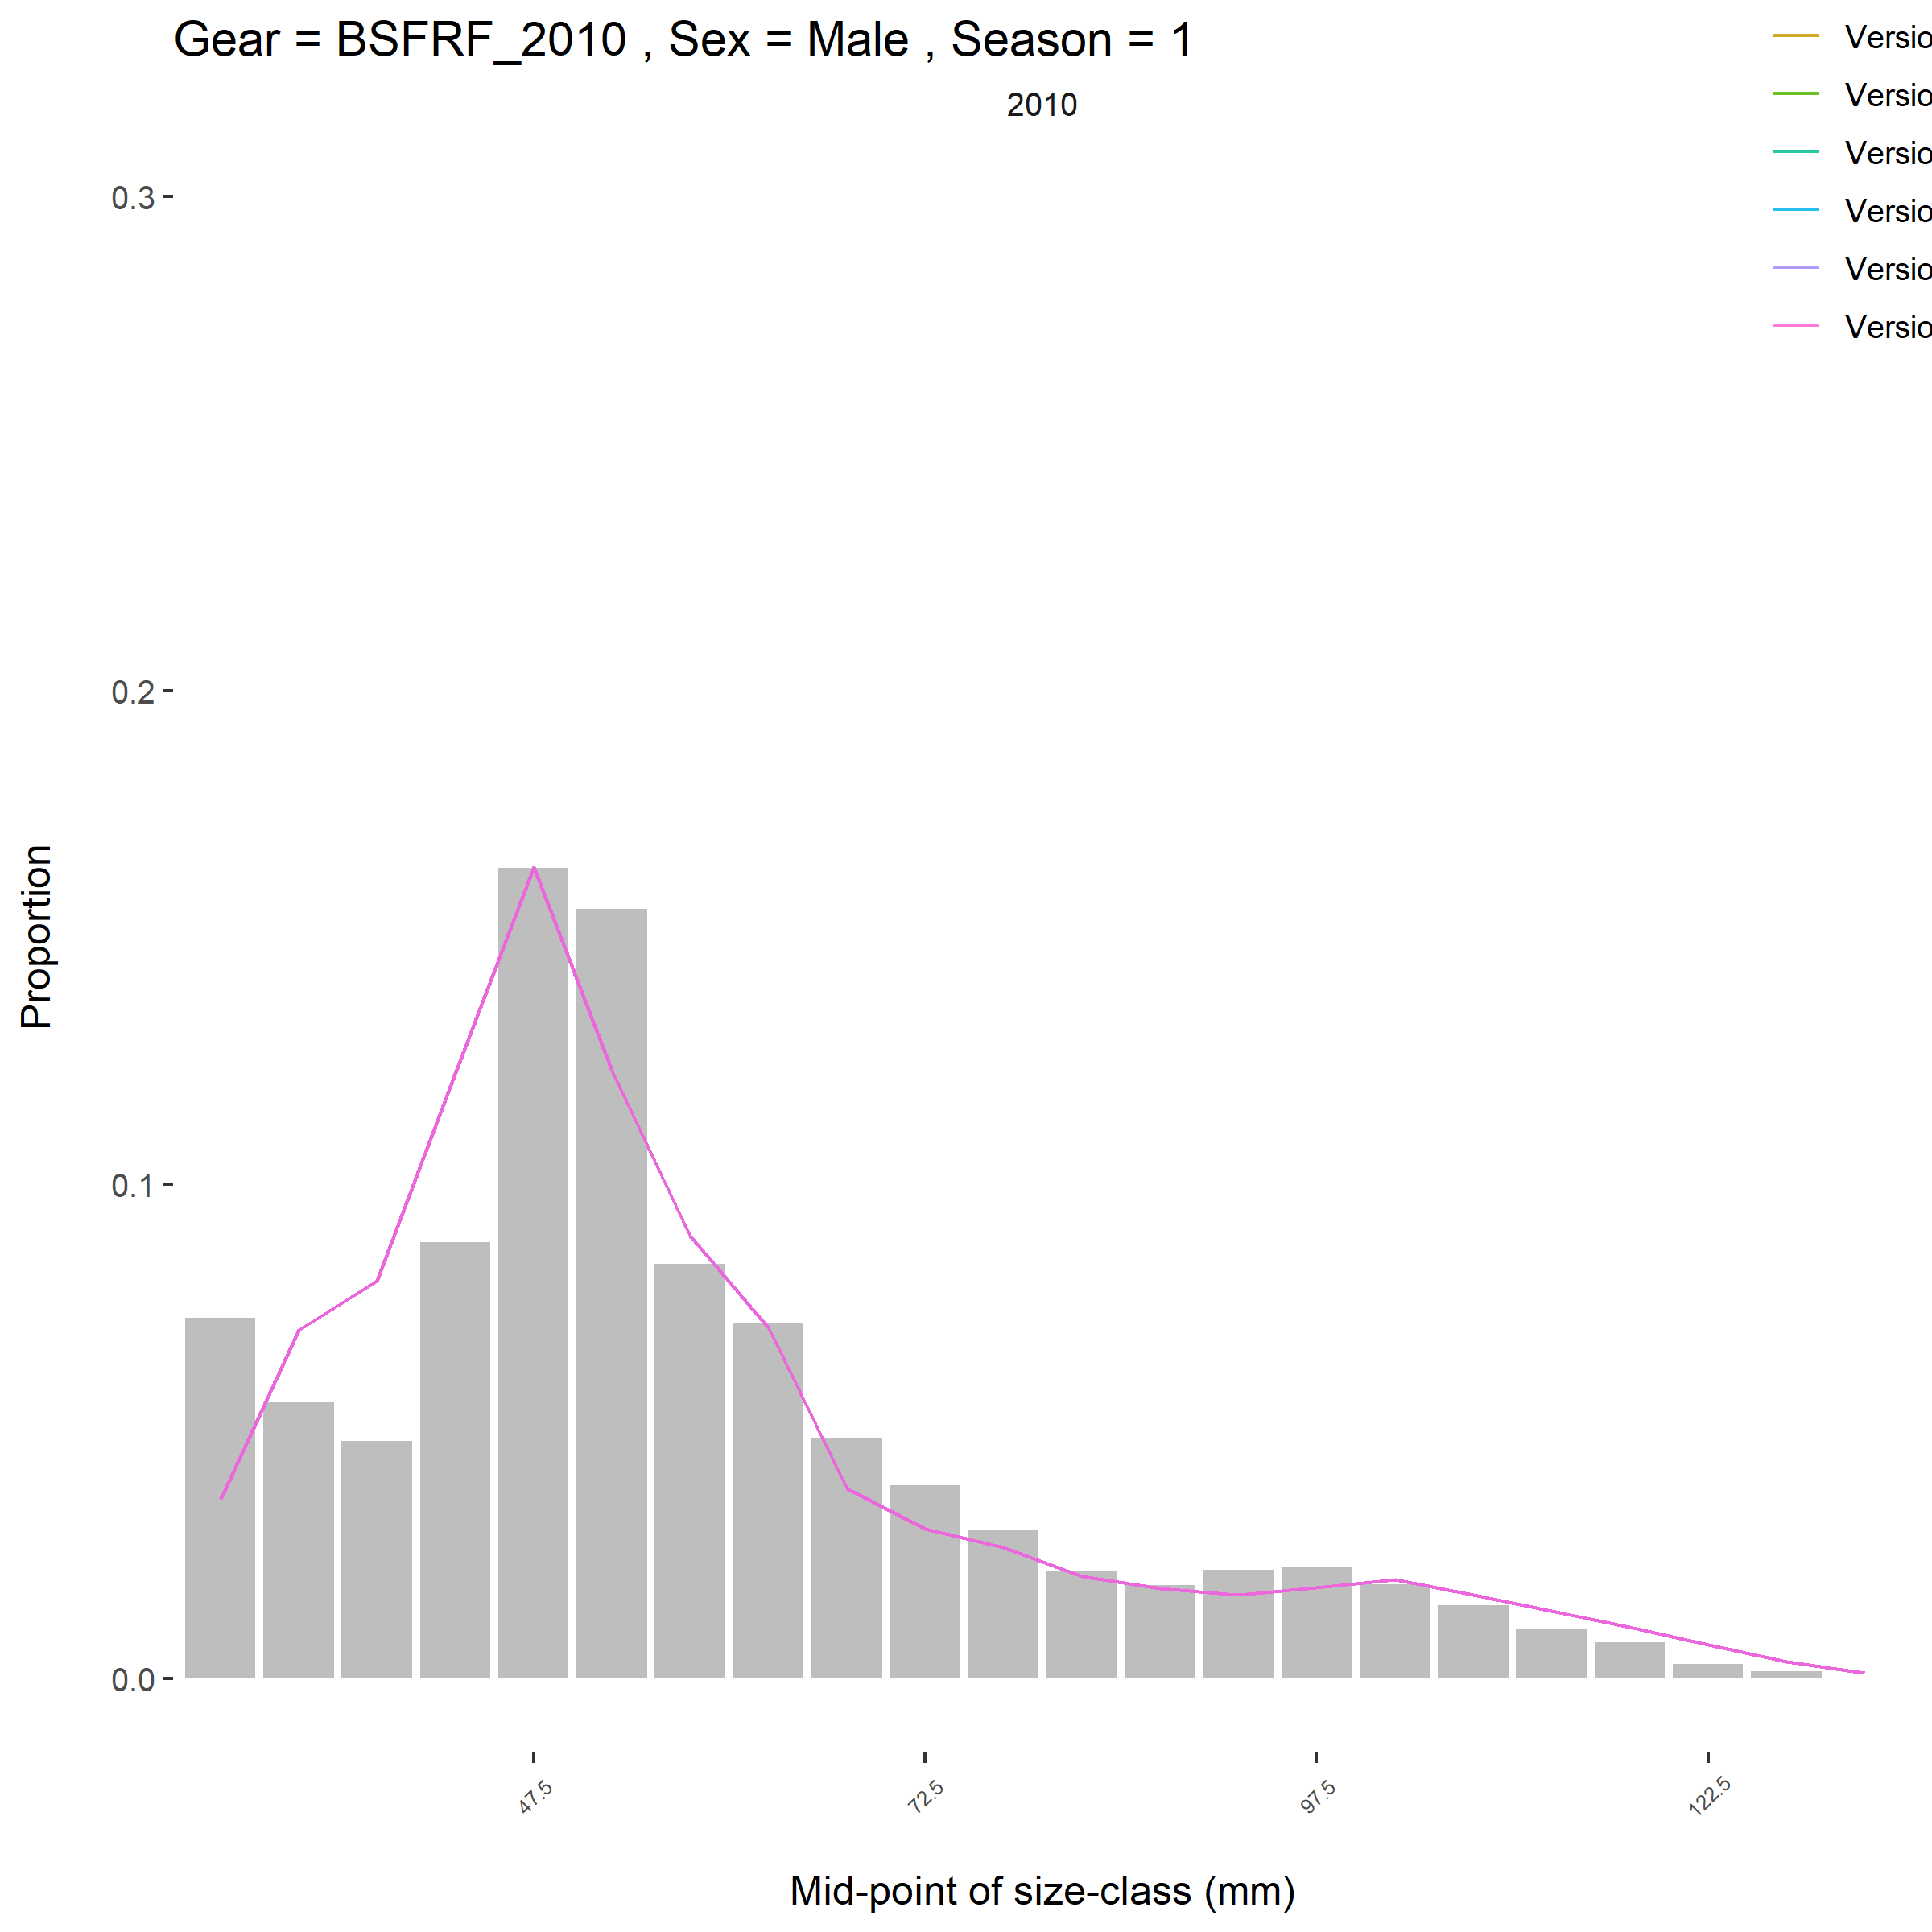 Gear = BSFRF_2010 , Sex = Male , Season = 1
2010
Versio
Versio
Versio
Versio
Versio
Versio
0.3
0.2
0.1
0.0
Proportion
47.5
72.5
97.5
122.5
Mid-point of size-class (mm)